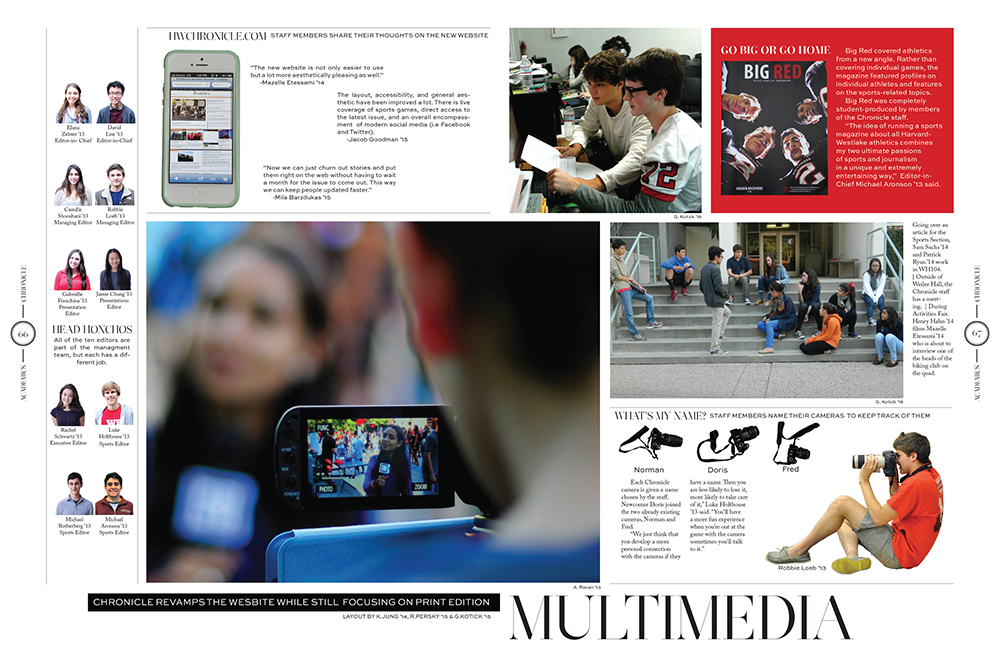 HWCHRONICLE.COM STAFF MEMBERS SHARE THEIR THOUGHTS ON THE NEW WEBSITE
"The new website is not only easier to use
but a lot more aesthetically pleasing as well."
-Mazelle Etessami '14
The layout, accessibility, and general aes-
thetic have been improved a lot. There is live
coverage of sports games, direct access to
the latest issue, and an overall encompass-
ment of modern social media (i.e Facebook
and Twitter).
-Jacob Goodman '15
"Now we can just churn out stories and put
them right on the web without having to wait
a month for the issue to come out. This way
we can keep people updated faster."
-Mila Barzdukas '15
Features
Elana
Zeltser '13
Editor-in-Chief
David
Lim '13
Editor-in-Chief
Camille
Shooshani '13
Managing Editor
Robbie
Loeb '13
Managing Editor
Gabrielle
Franchina '13
Presentation
Editor
Jamie Chang '13
Presentations
Editor
HEAD HONCHOS
All of the ten editors are
part of the managment
team, but each has a dif-
ferent job.
Rachel
Schwartz '13
Executive Editor
Luke
Holthouse '13
Sports Editor
Michael
Rothberg '13
Sports Editor
Michael
Aronson '13
Sports Editor
ACADEMICS
66
CHRONICLE
72
G. Kotick '15
GO BIG OR GO HOME
BIG RED
Big Red covered athletics
from a new angle. Rather than
covering individual games, the
magazine featured profiles on
individual athletes and features
on the sports-related topics.
Big Red was completely
student-produced by members
of the Chronicle staff.
"The idea of running a sports
magazine about all Harvard-
Westlake athletics combines
my two ultimate passions
of sports and journalism
in a unique and extremely
entertaining way," Editor-in-
Chief Michael Aronson '13 said.
FUNC.
PHOTO
ZOOM
A. Ravan '13
G. Kotick '15
Going over an
article for the
Sports Section,
Sam Sachs '14
and Patrick
Ryan '14 work
in WH104.
| Outside of
Weiler Hall, the
Chronicle staff
has a meet-
ing. | During
Activities Fair
Henry Hahn '14
films Mazelle
Etessami '14
who is about to
interview one of
the heads of the
biking club on
the quad.
CHRONICLE
67
ACADEMICS
WHAT'S MY NAME? STAFF MEMBERS NAME THEIR CAMERAS TO KEEP TRACK OF THEM
Norman
Doris
Fred
Each Chronicle
camera is given a name
chosen by the staff.
Newcomer Doris joined
the two already-existing
cameras, Norman and
Fred.
"We just think that
you develop a more
personal connection
with the cameras if they
have a name. Then you
are less likely to lose it,
more likely to take care
of it," Luke Holthouse
'13 said. "You'll have
a more fun experience
when you're out at the
game with the camera
sometimes you'll talk
to it."
Robbie Loeb '13
CHRONICLE REVAMPS THE WESBITE WHILE STILL FOCUSING ON PRINT EDITION
LAYOUT BY K.JUNG '14, R.PERSKY '15 & G.KOTICK '15
MULTIMEDIA